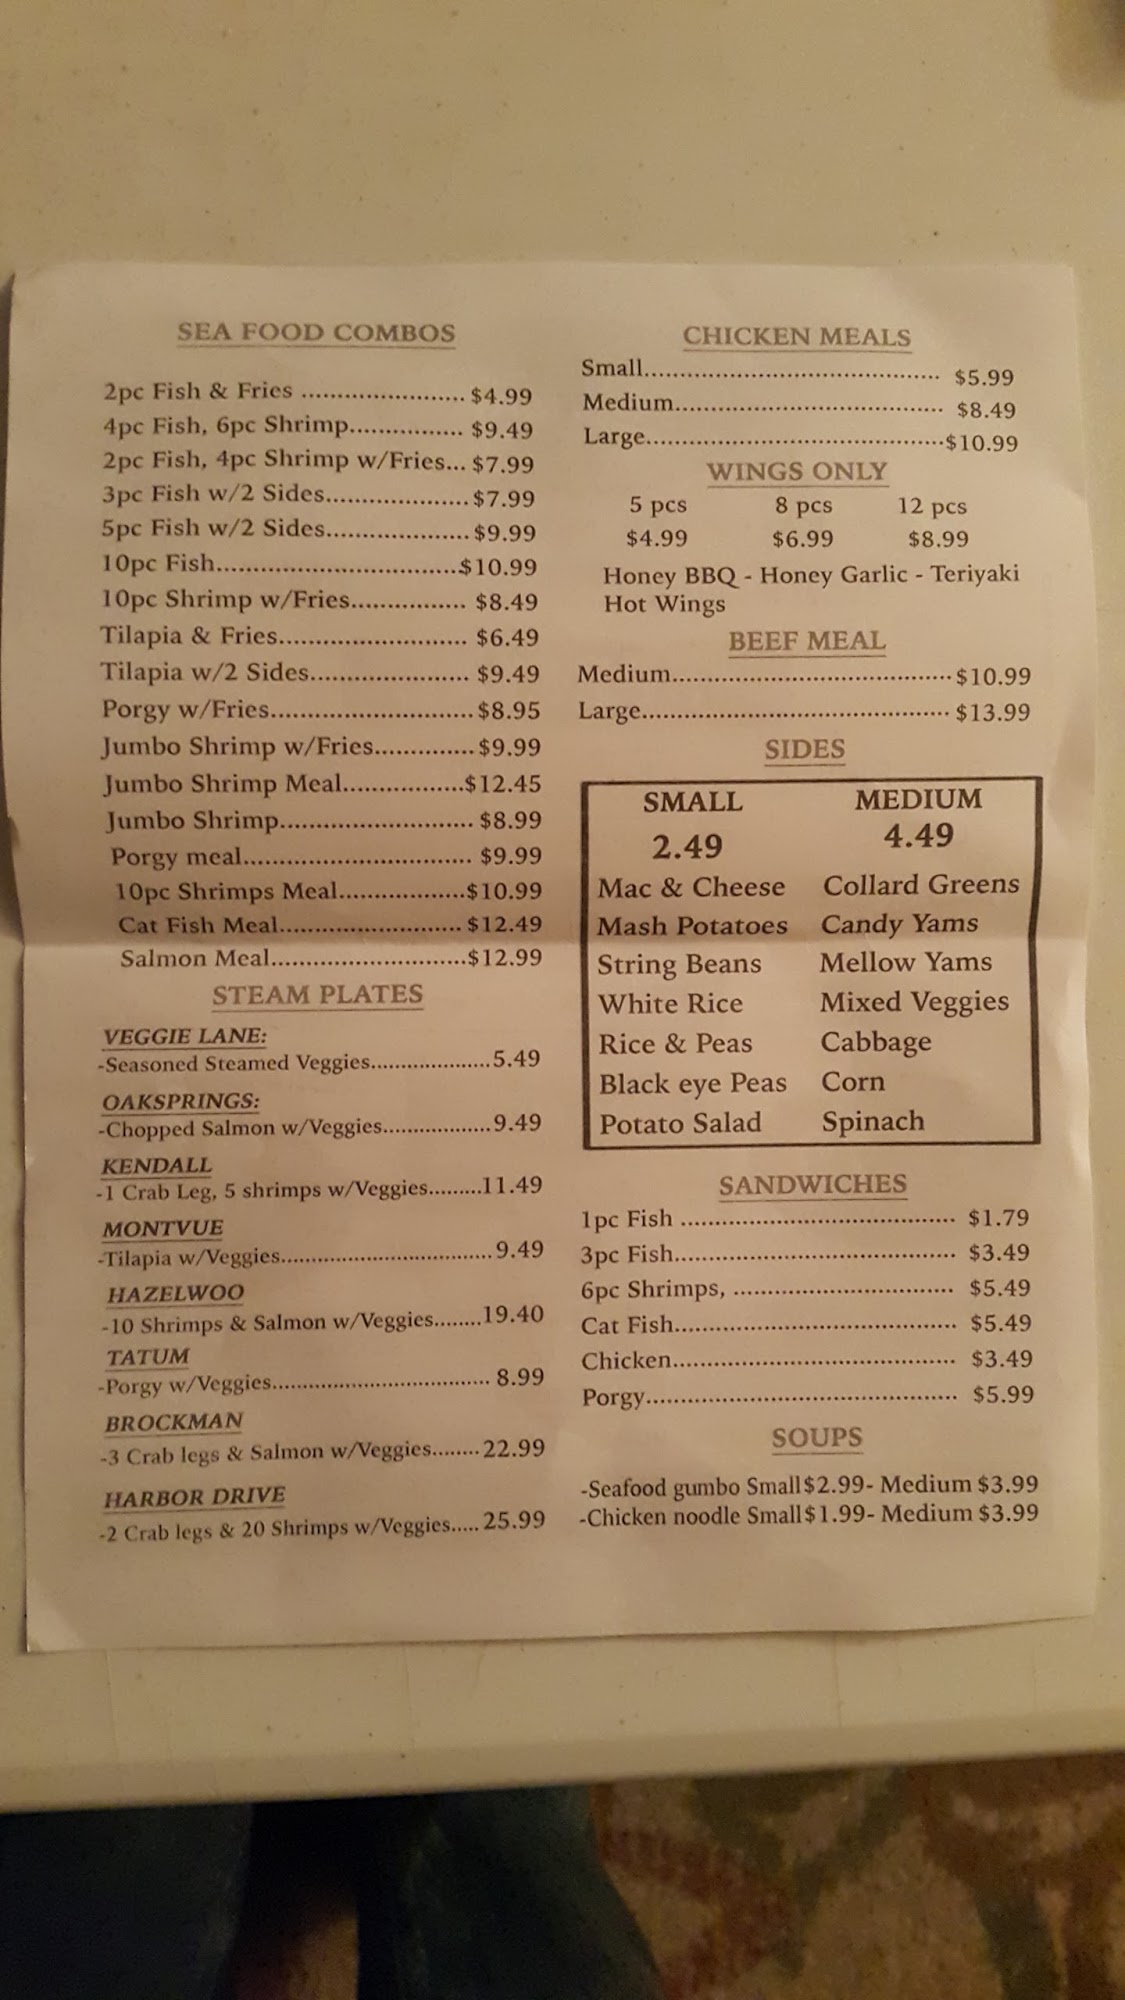 SEA FOOD COMBOS
2pc Fish & Fries ...................... $4.99
4pc Fish, 6pc Shrimp................ $9.49
2pc Fish, 4pc Shrimp w/Fries... $7.99
3pc Fish w/2 Sides................... $7.99
5pc Fish w/2 Sides................... $9.99
10pc Fish................................$10.99
10pc Shrimp w/Fries............... $8.49
Tilapia & Fries......................... $6.49
Tilapia w/2 Sides..................... $9.49
Porgy w/Fries........................... $8.95
Jumbo Shrimp w/Fries............. $9.99
Jumbo Shrimp Meal.................$12.45
Jumbo Shrimp.......................... $8.99
Porgy meal............................... $9.99
10pc Shrimps Meal.................$10.99
Cat Fish Meal......................... $12.49
Salmon Meal..........................$12.99
STEAM PLATES
VEGGIE LANE:
-Seasoned Steamed Veggies.....................5.49
OAKSPRINGS:
-Chopped Salmon w/Veggies...................9.49
KENDALL
-1 Crab Leg, 5 shrimps w/Veggies.........11.49
MONTVUE
-Tilapia w/Veggies.................................. 9.49
HAZELWOO
-10 Shrimps & Salmon w/Veggies........19.40
TATUM
-Porgy w/Veggies................................... 8.99
BROCKMAN
-3 Crab legs & Salmon w/Veggies........ 22.99
HARBOR DRIVE
-2 Crab legs & 20 Shrimps w/Veggies..... 25.99
CHICKEN MEALS
Small......................................... $5.99
Medium..................................... $8.49
Large.........................................$10.99
WINGS ONLY
5 pcs 8 pcs 12 pcs
$4.99 $6.99 $8.99
Honey BBQ - Honey Garlic - Teriyaki
Hot Wings
BEEF MEAL
Medium......................................$10.99
Large.......................................... $13.99
SIDES
SMALL MEDIUM
2.49 4.49
Mac & Cheese Collard Greens
Mash Potatoes Candy Yams
String Beans Mellow Yams
White Rice Mixed Veggies
Rice & Peas Cabbage
Black eye Peas Corn
Potato Salad Spinach
SANDWICHES
1pc Fish ...................................... $1.79
3pc Fish....................................... $3.49
6pc Shrimps, ............................... $5.49
Cat Fish....................................... $5.49
Chicken....................................... $3.49
Porgy........................................... $5.99
SOUPS
-Seafood gumbo Small$2.99- Medium $3.99
-Chicken noodle Small$1.99- Medium $3.99